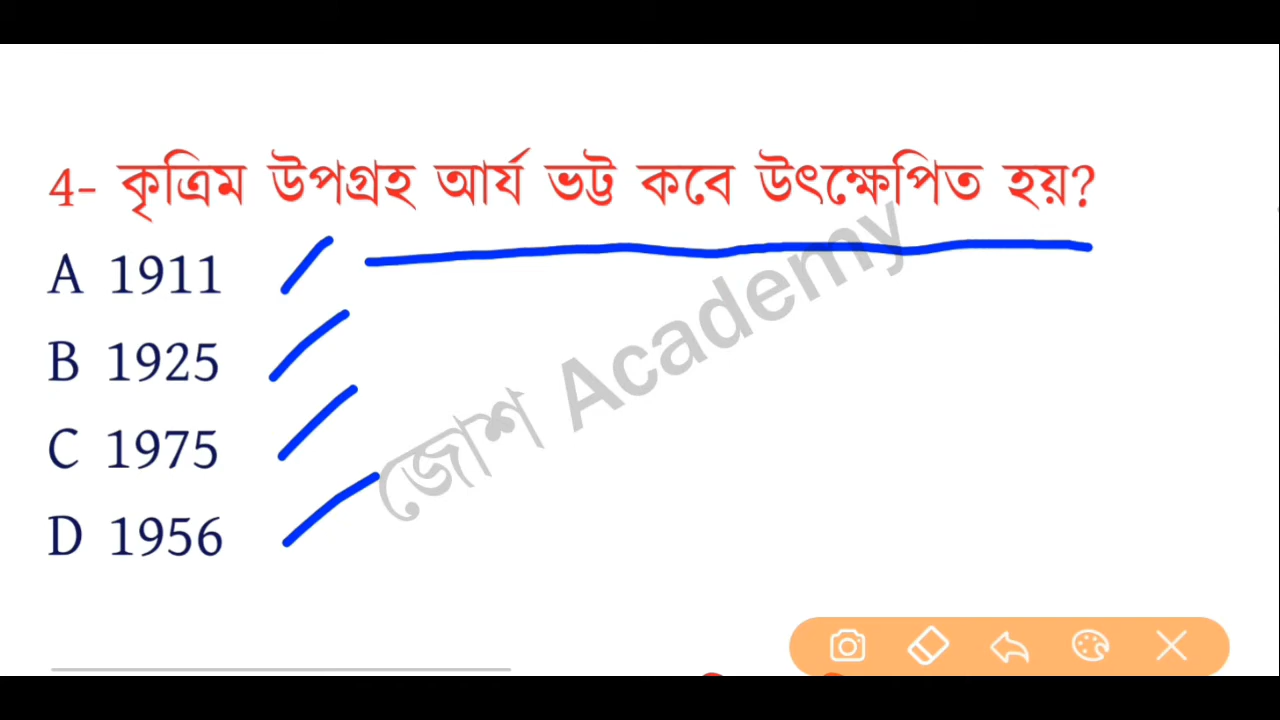 4- কৃত্রিম উপগ্রহ আর্য ভট্ট কবে উৎক্ষেপিত হয়?
A 1911
B 1925
C 1975
D 1956
জোশ Academy